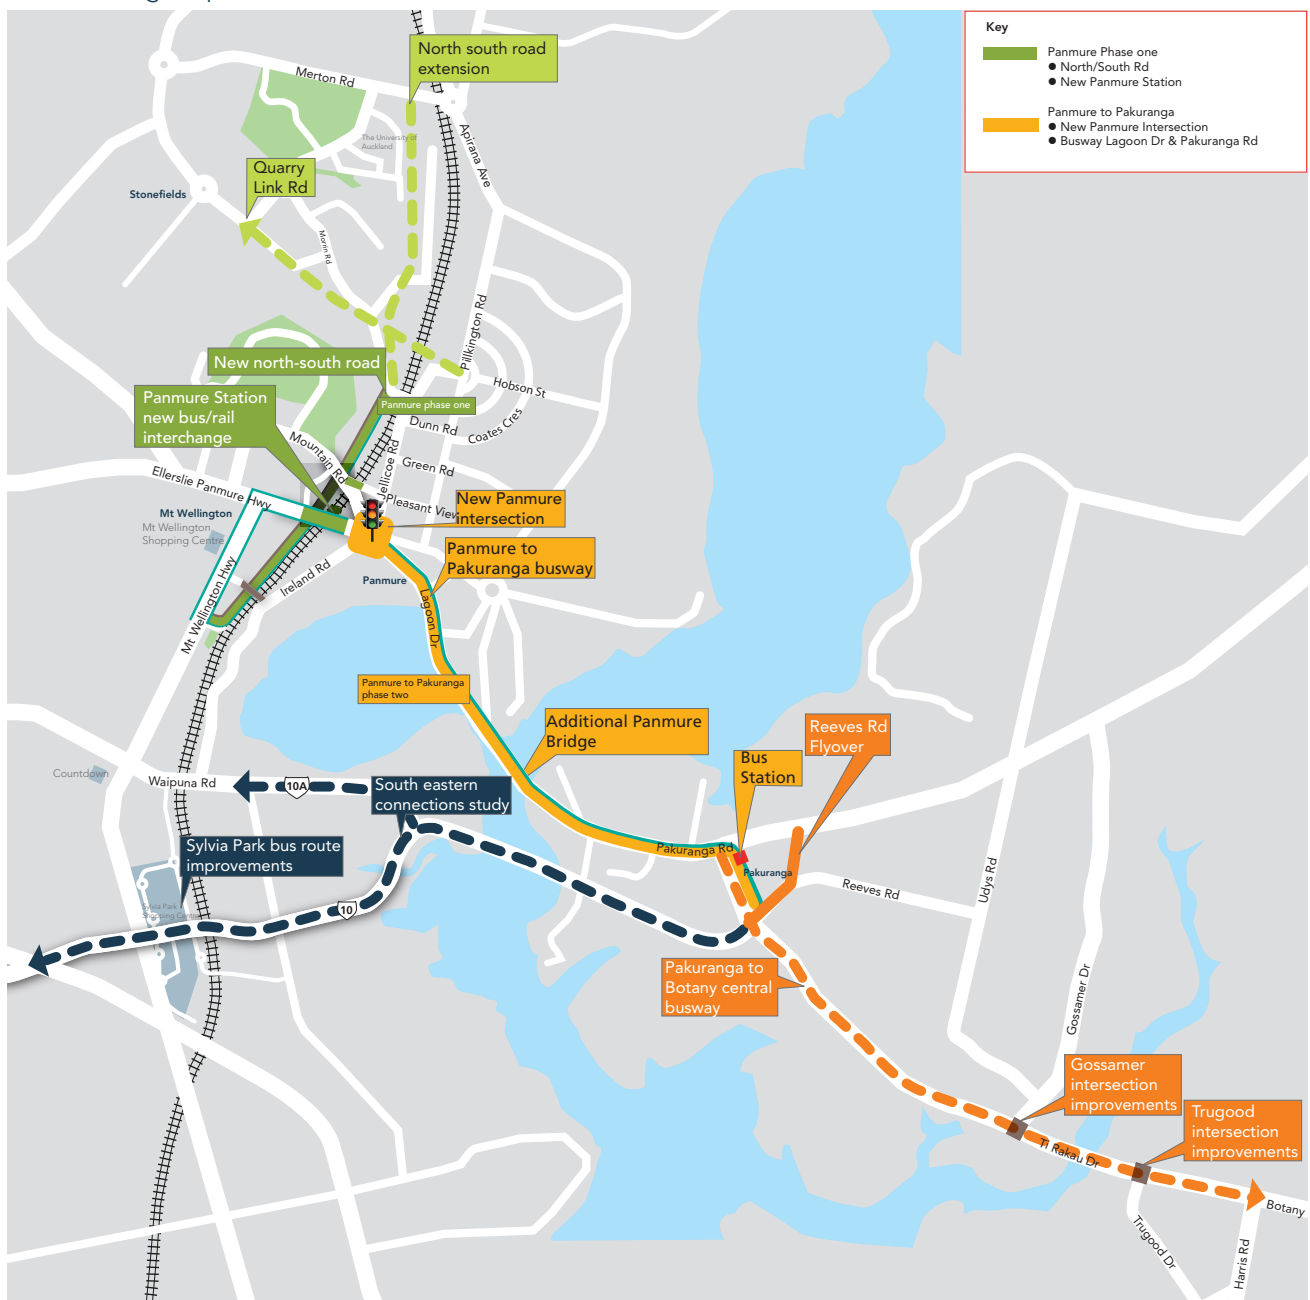 Key
Panmure Phase one
● North/South Rd
● New Panmure Station
Panmure to Pakuranga
● New Panmure Intersection
● Busway Lagoon Dr & Pakuranga Rd
North south road
extension
Merton Rd
The University of
Auckland
Apirana Ave
Quarry
Link Rd
Stonefields
Morrin Rd
Pilkington Rd
New north-south road
Hobson St
Panmure Station
new bus/rail
interchange
Panmure phase one
Dunn Rd
Coates Cres
Mountain Rd
Jellicoe Rd
Green Rd
Ellerslie Panmure Hwy
Pleasant View
New Panmure
intersection
Mt Wellington
Mt Wellington
Shopping Centre
Panmure to
Pakuranga busway
Ireland Rd
Panmure
Mt Wellington Hwy
Lagoon Dr
Panmure to Pakuranga
phase two
Additional Panmure
Bridge
Reeves Rd
Flyover
Bus
Station
Countdown
Waipuna Rd
10A
South eastern
connections study
Sylvia Park bus route
improvements
Pakuranga Rd
Pakuranga
Reeves Rd
Udys Rd
Sylvia Park
Shopping Centre
10
Pakuranga to
Botany central
busway
Gossamer Dr
Gossamer
intersection
improvements
Trugood
intersection
improvements
Ti Rakau Dr
Botany
Trugood Dr
Harris Rd